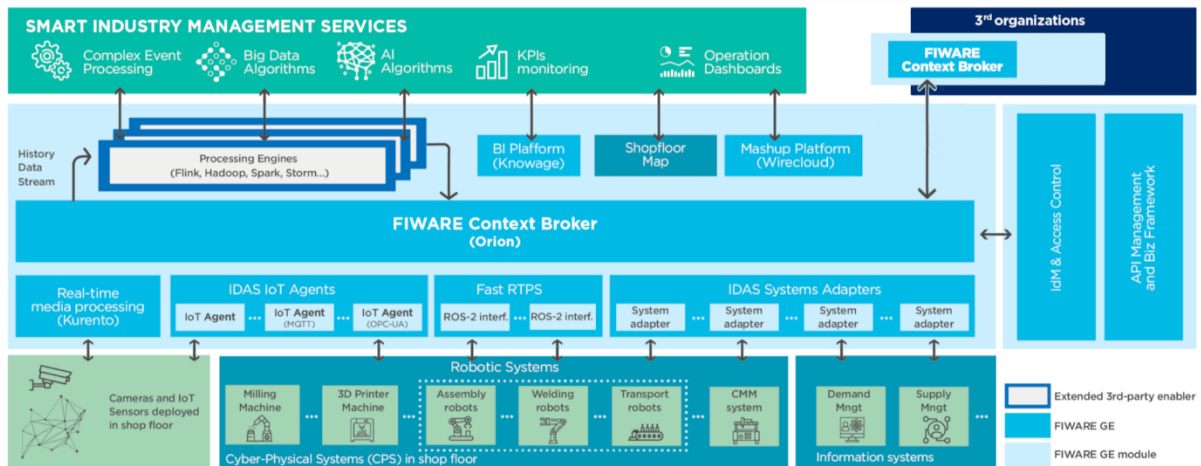 SMART INDUSTRY MANAGEMENT SERVICES
Complex Event
Processing
Big Data
Algorithms
AI
Algorithms
KPIs
monitoring
Operation
Dashboards
3rd organizations
FIWARE
Context Broker
History
Data
Stream
Processing Engines
(Flink, Hadoop, Spark, Storm...)
BI Plafform
(Knowage)
Shopfloor
Map
Mashup Platform
(Wirecloud)
FIWARE Context Broker
(Orion)
IdM & Access Control
API Management
and Biz Framework
Real-time
media processing
(Kurento)
IDAS IoT Agents
IoT Agent
...
IoT Agent
(MQTT)
...
IoT Agent
(OPC-UA)
Fast RTPS
ROS-2 interf.
...
ROS-2 interf.
IDAS Systems Adapters
System
adapter
...
System
adapter
...
System
adapter
...
System
adapter
Cameras and IoT
Sensors deployed
in shop floor
Robotic Systems
Milling
Machine
...
3D Printer
Machine
...
Assembly
robots
Welding
robots
Transport
robots
...
CMM
system
...
Cyber-Physical Systems (CPS) in shop floor
Demand
Mngt
Supply
Mngt
...
Information systems
Extended 3rd-party enabler
FIWARE GE
FIWARE GE module